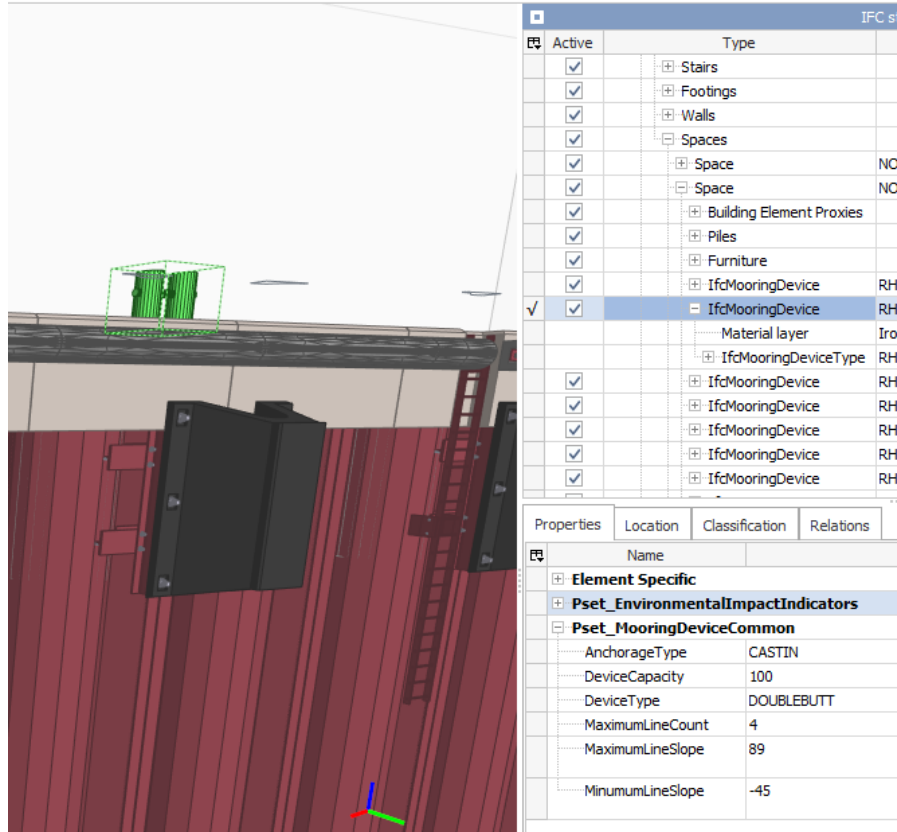 IFC s
Active Type
Stairs
Footings
Walls
Spaces
Space NO
Space NO
Building Element Proxies
Piles
Furniture
IfcMooringDevice RH
√ IfcMooringDevice RH
Material layer Iro
IfcMooringDeviceType RH
IfcMooringDevice RH
IfcMooringDevice RH
IfcMooringDevice RH
IfcMooringDevice RH
IfcMooringDevice RH
Properties Location Classification Relations
Name
Element Specific
Pset_EnvironmentalImpactIndicators
Pset_MooringDeviceCommon
AnchorageType CASTIN
DeviceCapacity 100
DeviceType DOUBLEBUTT
MaximumLineCount 4
MaximumLineSlope 89
MinumumLineSlope -45